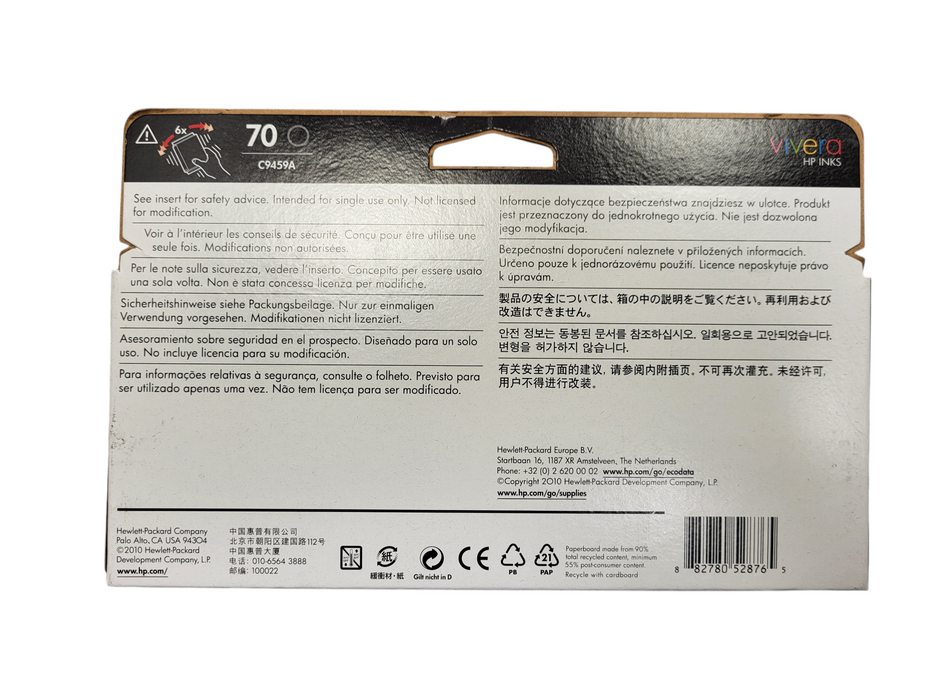 6x
70
C9459A
vivera
HP INKS
See insert for safety advice. Intended for single use only. Not licensed
for modification.
Voir à l'intérieur les conseils de sécurité. Conçu pour être utilisé une
seule fois. Modifications non autorisées.
Per le note sulla sicurezza, vedere l'inserto. Concepito per essere usato
una sola volta. Non è stata concessa licenza per modifiche.
Sicherheitshinweise siehe Packungsbeilage. Nur zur einmaligen
Verwendung vorgesehen. Modifikationen nicht lizenziert.
Asesoramiento sobre seguridad en el prospecto. Diseñado para un solo
uso. No incluye licencia para su modificación.
Para informações relativas à segurança, consulte o folheto. Previsto para
ser utilizado apenas uma vez. Não tem licença para ser modificado.
Informacje dotyczące bezpieczeństwa znajdziesz w ulotce. Produkt
jest przeznaczony do jednokrotnego użycia. Nie jest dozwolona
jego modyfikacja.
Bezpečnostní doporučení naleznete v přiložených informacích.
Určeno pouze k jednorázovému použití. Licence neposkytuje právo
k úpravám.
製品の安全については、箱の中の説明をご覧ください。再利用および
改造はできません。
안전 정보는 동봉된 문서를 참조하십시오. 일회용으로 고안되었습니다.
변형을 허가하지 않습니다.
有关安全方面的建议, 请参阅内附插页。不可再次灌充。未经许可,
用户不得进行改装。
Hewlett-Packard Europe B.V.
Startbaan 16, 1187 XR Amstelveen, The Netherlands
Phone: +32 (0) 2 620 00 02 www.hp.com/go/ecodata
©Copyright 2010 Hewlett-Packard Development Company, L.P.
www.hp.com/go/supplies
Hewlett-Packard Company
Palo Alto, CA USA 94304
©2010 Hewlett-Packard
Development Company, L.P.
www.hp.com/
中国惠普有限公司
北京市朝阳区建国路112号
中国惠普大厦
电话: 010-6564 3888
邮编: 100022
紙
緩衝材・紙
Gilt nicht in D
CE
PB
21
PAP
Paperboard made from 90%
total recycled content, minimum
55% post-consumer content.
Recycle with cardboard
8 82780 52876 5